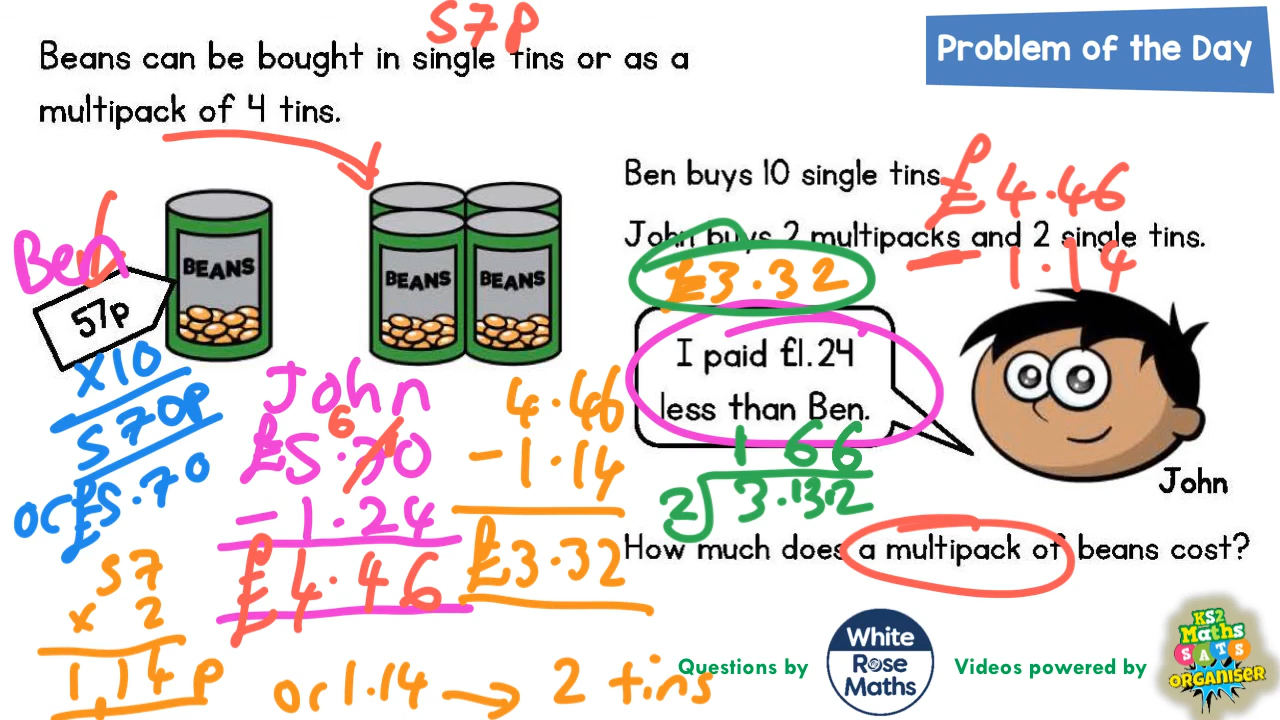 57p
Beans can be bought in single tins or as a
multipack of 4 tins.
Problem of the Day
Ben buys 10 single tins
£4.46
John buys 2 multipacks and 2 single tins.
- 1.14
£3.32
Ben
57p
BEANS
BEANS
BEANS
I paid £1.24
less than Ben.
John
x10
570p
or £5.70
John
6 1
£5.70
- 1.24
£4.46
4.46
- 1.14
£3.32
1 66
2 3.132
How much does a multipack of beans cost?
57
x 2
1,14 p
or 1.14 → 2 tins
Questions by
White
Rose
Maths
Videos powered by
KS2
Maths
SATS
ORGANISER